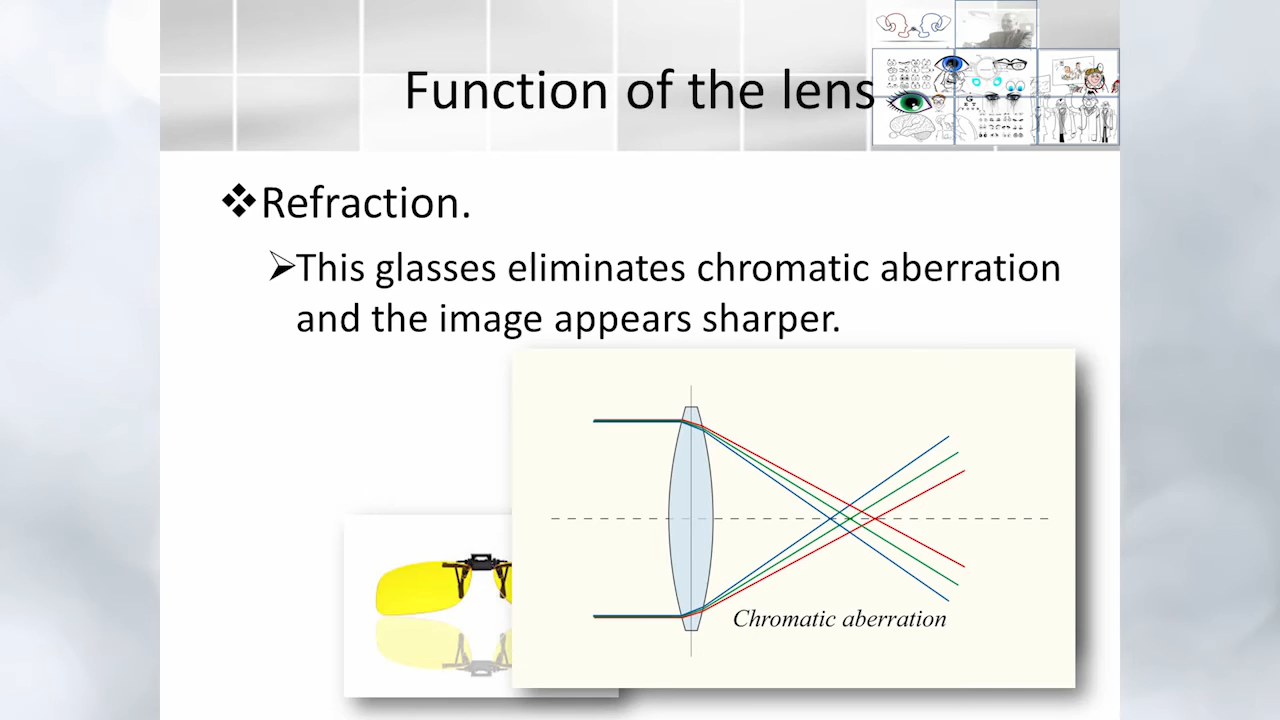 Function of the lens
❖Refraction.
➢This glasses eliminates chromatic aberration
and the image appears sharper.
Chromatic aberration